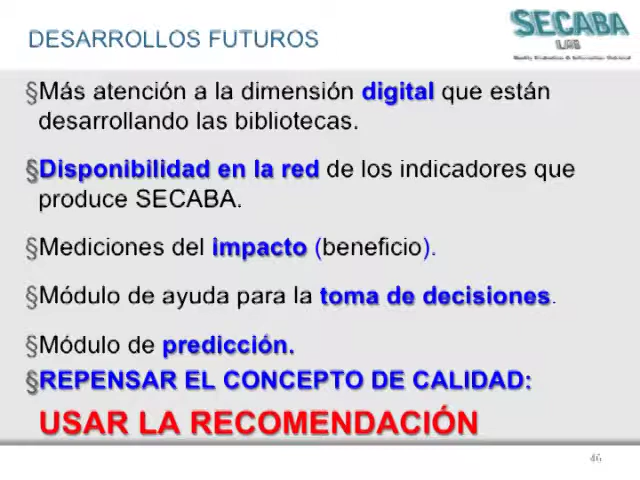 DESARROLLOS FUTUROS
SECABA
LAB
§Más atención a la dimensión digital que están
desarrollando las bibliotecas.
§Disponibilidad en la red de los indicadores que
produce SECABA.
§Mediciones del impacto (beneficio).
§Módulo de ayuda para la toma de decisiones.
§Módulo de predicción.
§REPENSAR EL CONCEPTO DE CALIDAD:
USAR LA RECOMENDACIÓN
46